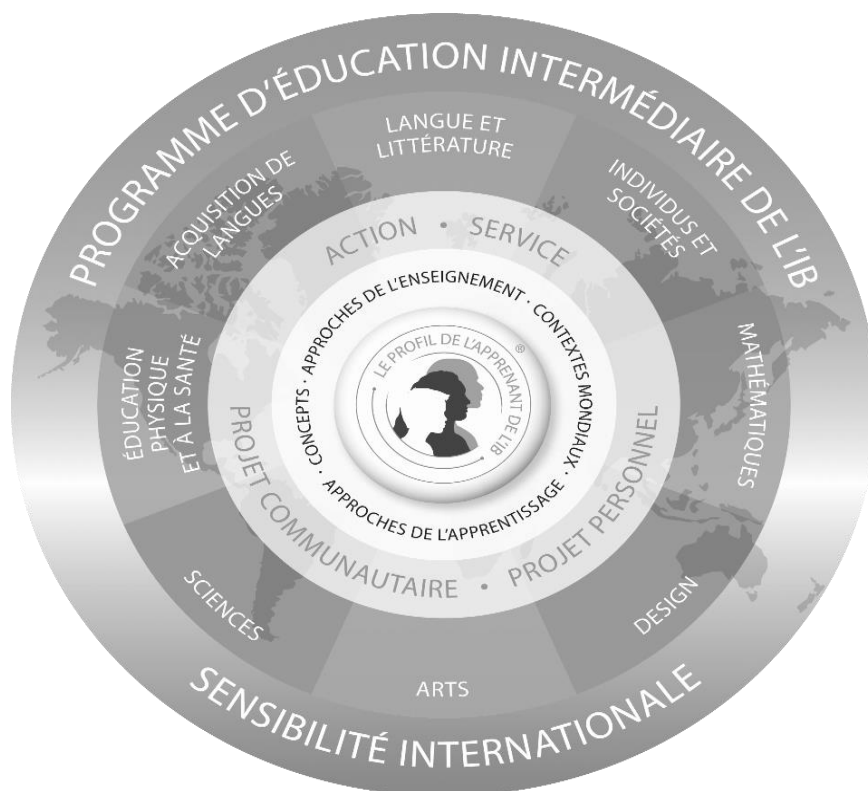 PROGRAMME D'ÉDUCATION INTERMÉDIAIRE DE L'IB
LANGUE ET
LITTÉRATURE
INDIVIDUS ET
SOCIÉTÉS
MATHÉMATIQUES
DESIGN
ARTS
SCIENCES
ÉDUCATION
PHYSIQUE
ET À LA SANTÉ
ACQUISITION DE
LANGUES
ACTION • SERVICE
PROJET PERSONNEL
•
PROJET COMMUNAUTAIRE
APPROCHES DE L'ENSEIGNEMENT · CONTEXTES MONDIAUX ·
APPROCHES DE L'APPRENTISSAGE · CONCEPTS ·
• LE PROFIL DE L'APPRENANT DE L'IB •
®
SENSIBILITÉ INTERNATIONALE